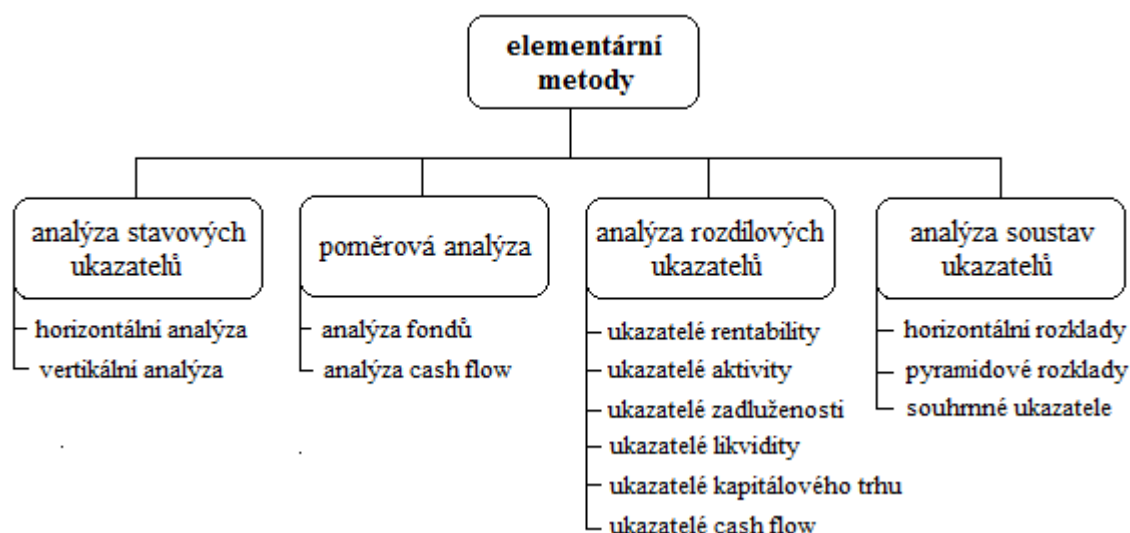 elementární
metody
analýza stavových
ukazatelů
poměrová analýza
analýza rozdílových
ukazatelů
analýza soustav
ukazatelů
horizontální analýza
vertikální analýza
analýza fondů
analýza cash flow
ukazatelé rentability
ukazatelé aktivity
ukazatelé zadluženosti
ukazatelé likvidity
ukazatelé kapitálového trhu
ukazatelé cash flow
horizontální rozklady
pyramidové rozklady
souhrnné ukazatele